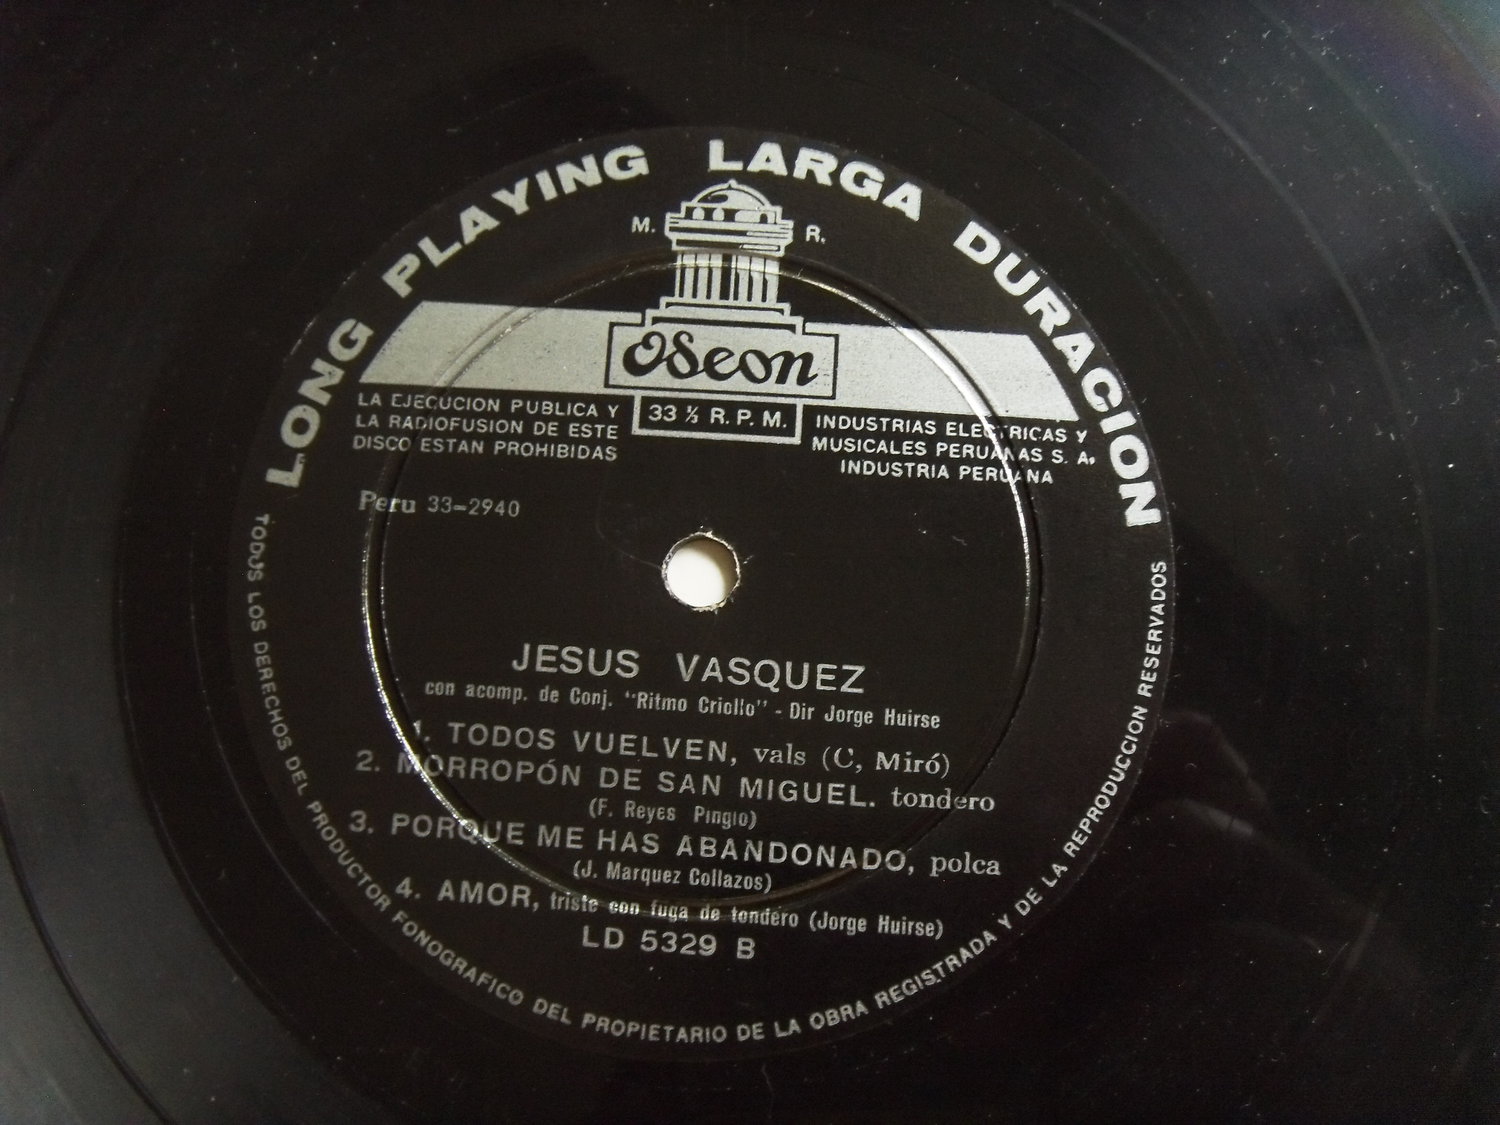 LONG PLAYING LARGA DURACION
M. R.
Odeon
33 ⅓ R. P. M.
LA EJECUCION PUBLICA Y
LA RADIOFUSION DE ESTE
DISCO ESTAN PROHIBIDAS
INDUSTRIAS ELECTRICAS Y
MUSICALES PERUANAS S. A.
INDUSTRIA PERUANA
Peru 33-2940
JESUS VASQUEZ
con acomp. de Conj. "Ritmo Criollo" - Dir Jorge Huirse
1. TODOS VUELVEN, vals (C, Miró)
2. MORROPÓN DE SAN MIGUEL. tondero
(F. Reyes Pingio)
3. PORQUE ME HAS ABANDONADO, polca
(J. Marquez Collazos)
4. AMOR, triste con fuga de tondero (Jorge Huirse)
LD 5329 B
TODOS LOS DERECHOS DEL PRODUCTOR FONOGRAFICO DEL PROPIETARIO DE LA OBRA REGISTRADA Y DE LA REPRODUCCION RESERVADOS